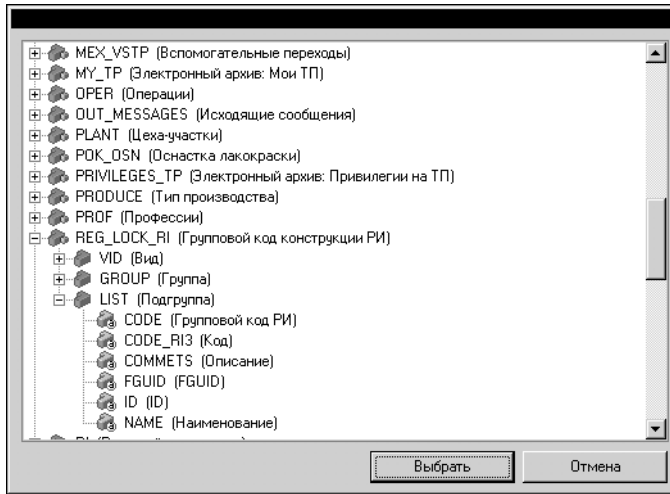 MEX_VSTP (Вспомогательные переходы)
MY_TP (Электронный архив: Мои ТП)
OPER (Операции)
OUT_MESSAGES (Исходящие сообщения)
PLANT (Цеха-участки)
POK_OSN (Оснастка лакокраски)
PRIVILEGES_TP (Электронный архив: Привилегии на ТП)
PRODUCE (Тип производства)
PROF (Профессии)
REG_LOCK_RI (Групповой код конструкции РИ)
VID (Вид)
GROUP (Группа)
LIST (Подгруппа)
CODE (Групповой код РИ)
CODE_RI3 (Код)
COMMETS (Описание)
FGUID (FGUID)
ID (ID)
NAME (Наименование)
Выбрать Отмена